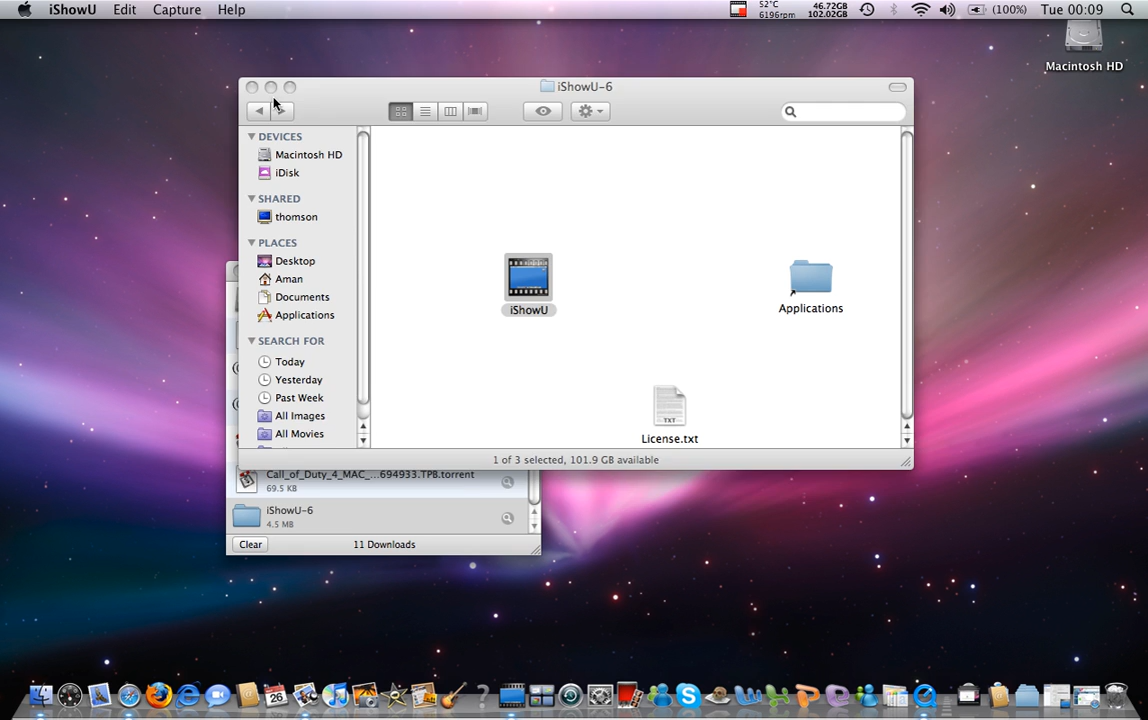 iShowU Edit Capture Help 52°C 6196rpm 46.72GB 102.02GB (100%) Tue 00:09
Macintosh HD
iShowU-6
DEVICES
Macintosh HD
iDisk
SHARED
thomson
PLACES
Desktop
Aman
Documents
Applications
SEARCH FOR
Today
Yesterday
Past Week
All Images
All Movies
iShowU
Applications
TXT
License.txt
1 of 3 selected, 101.9 GB available
Call_of_Duty_4_MAC_...694933.TPB.torrent
69.5 KB
iShowU-6
4.5 MB
Clear
11 Downloads
26